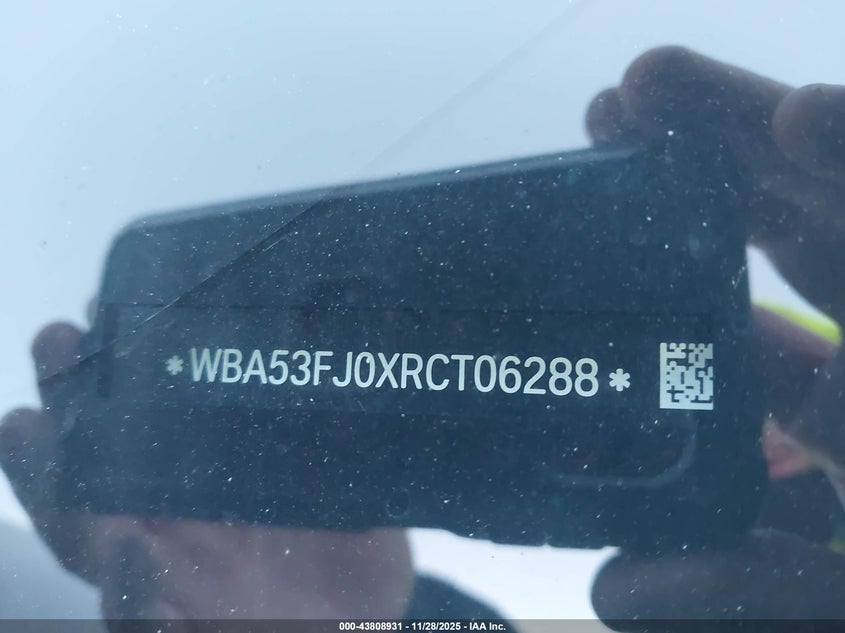 *WBA53FJ0XRCT06288*
000-43808931 - 11/28/2025 - IAA Inc.